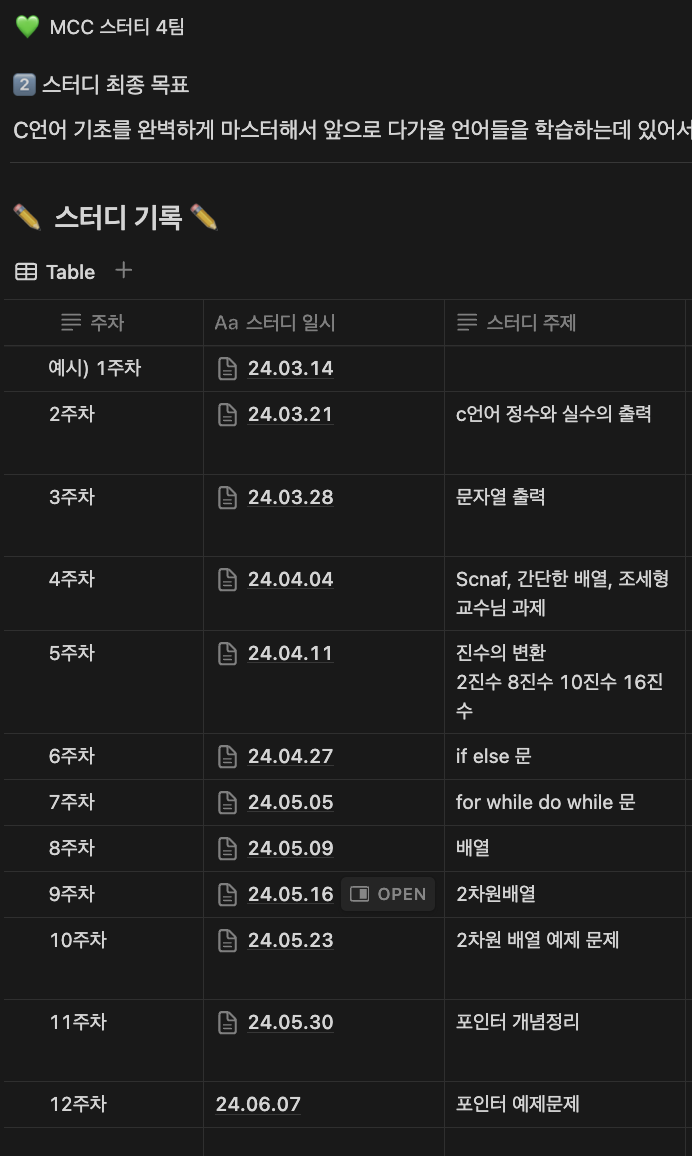 💚 MCC 스터티 4팀
2️⃣ 스터디 최종 목표
C언어 기초를 완벽하게 마스터해서 앞으로 다가올 언어들을 학습하는데 있어서
✏️ 스터디 기록 ✏️
Table +
주차 Aa 스터디 일시 스터디 주제
예시) 1주차 24.03.14
2주차 24.03.21 c언어 정수와 실수의 출력
3주차 24.03.28 문자열 출력
4주차 24.04.04 Scnaf, 간단한 배열, 조세형
교수님 과제
5주차 24.04.11 진수의 변환
2진수 8진수 10진수 16진
수
6주차 24.04.27 if else 문
7주차 24.05.05 for while do while 문
8주차 24.05.09 배열
9주차 24.05.16 OPEN 2차원배열
10주차 24.05.23 2차원 배열 예제 문제
11주차 24.05.30 포인터 개념정리
12주차 24.06.07 포인터 예제문제